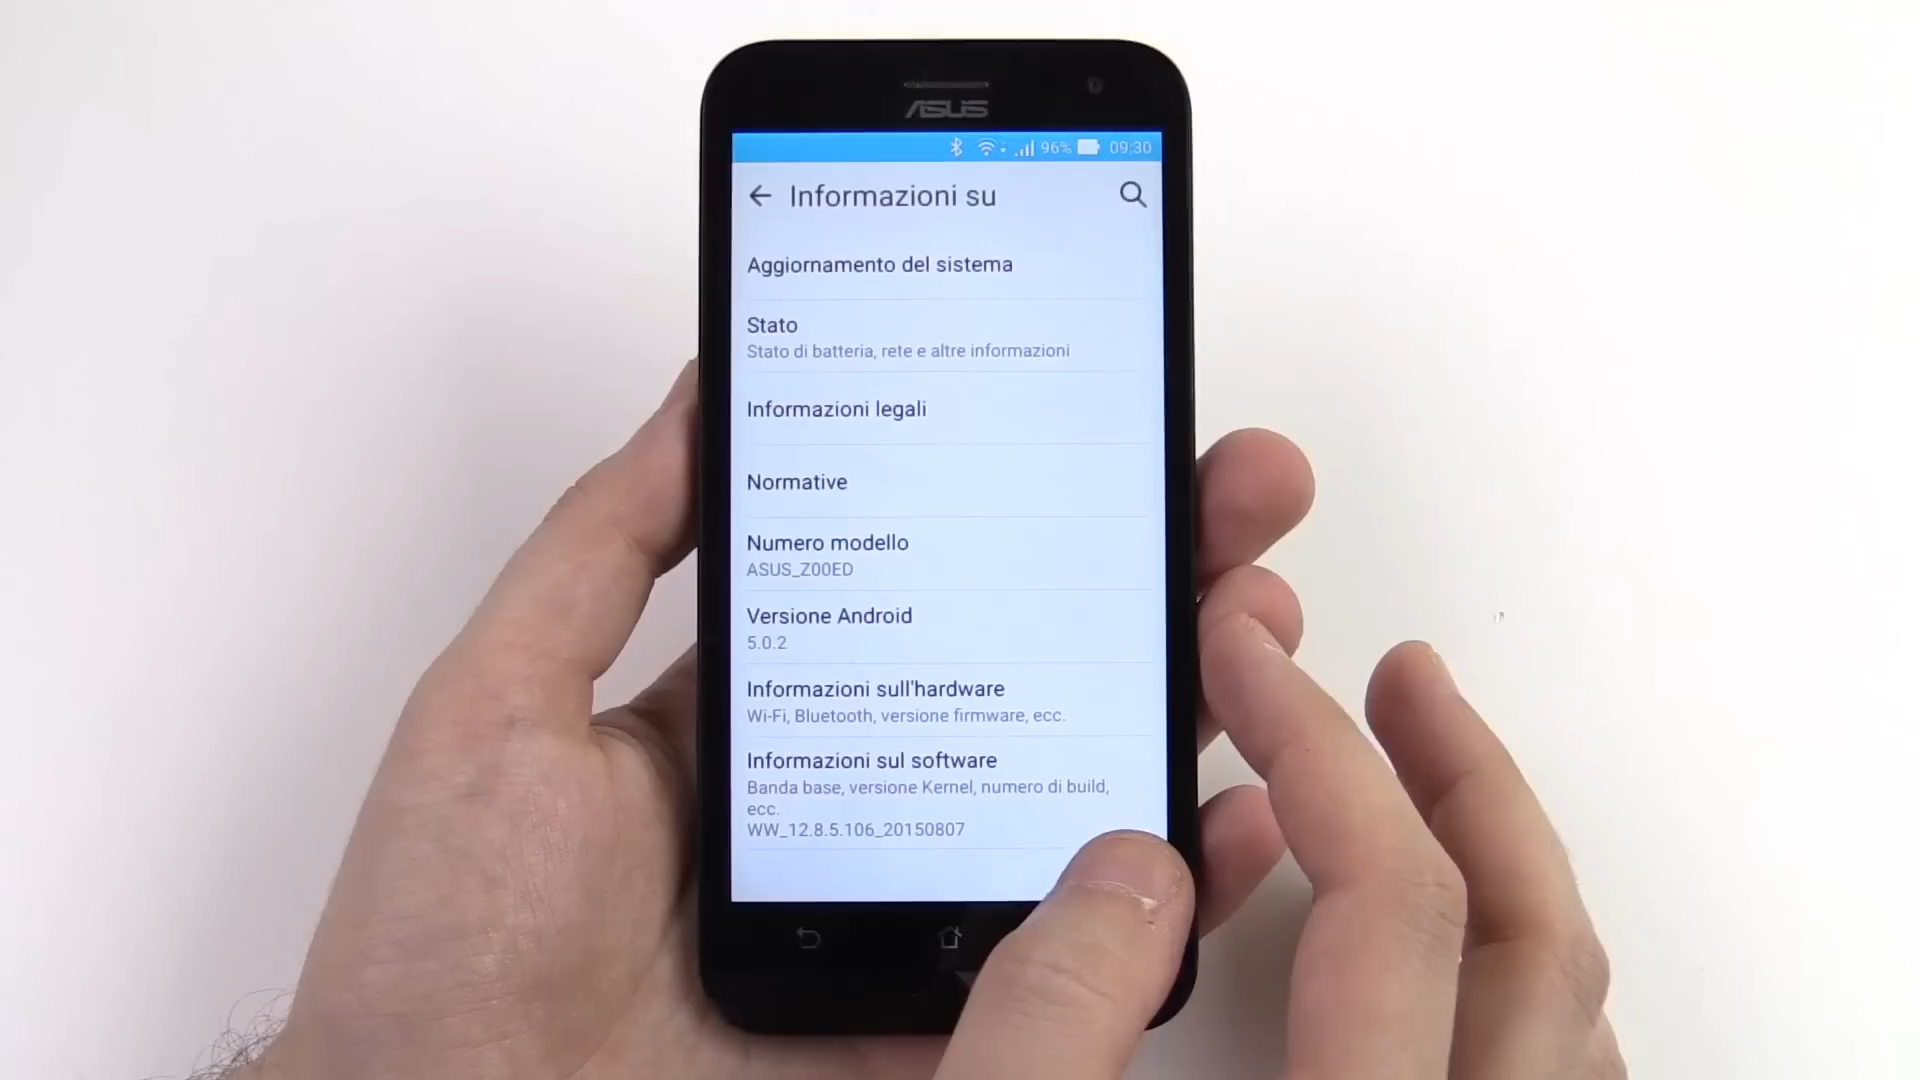 ASUS
96% 09:30
Informazioni su
Aggiornamento del sistema
Stato
Stato di batteria, rete e altre informazioni
Informazioni legali
Normative
Numero modello
ASUS_Z00ED
Versione Android
5.0.2
Informazioni sull'hardware
Wi-Fi, Bluetooth, versione firmware, ecc.
Informazioni sul software
Banda base, versione Kernel, numero di build,
ecc.
WW_12.8.5.106_20150807